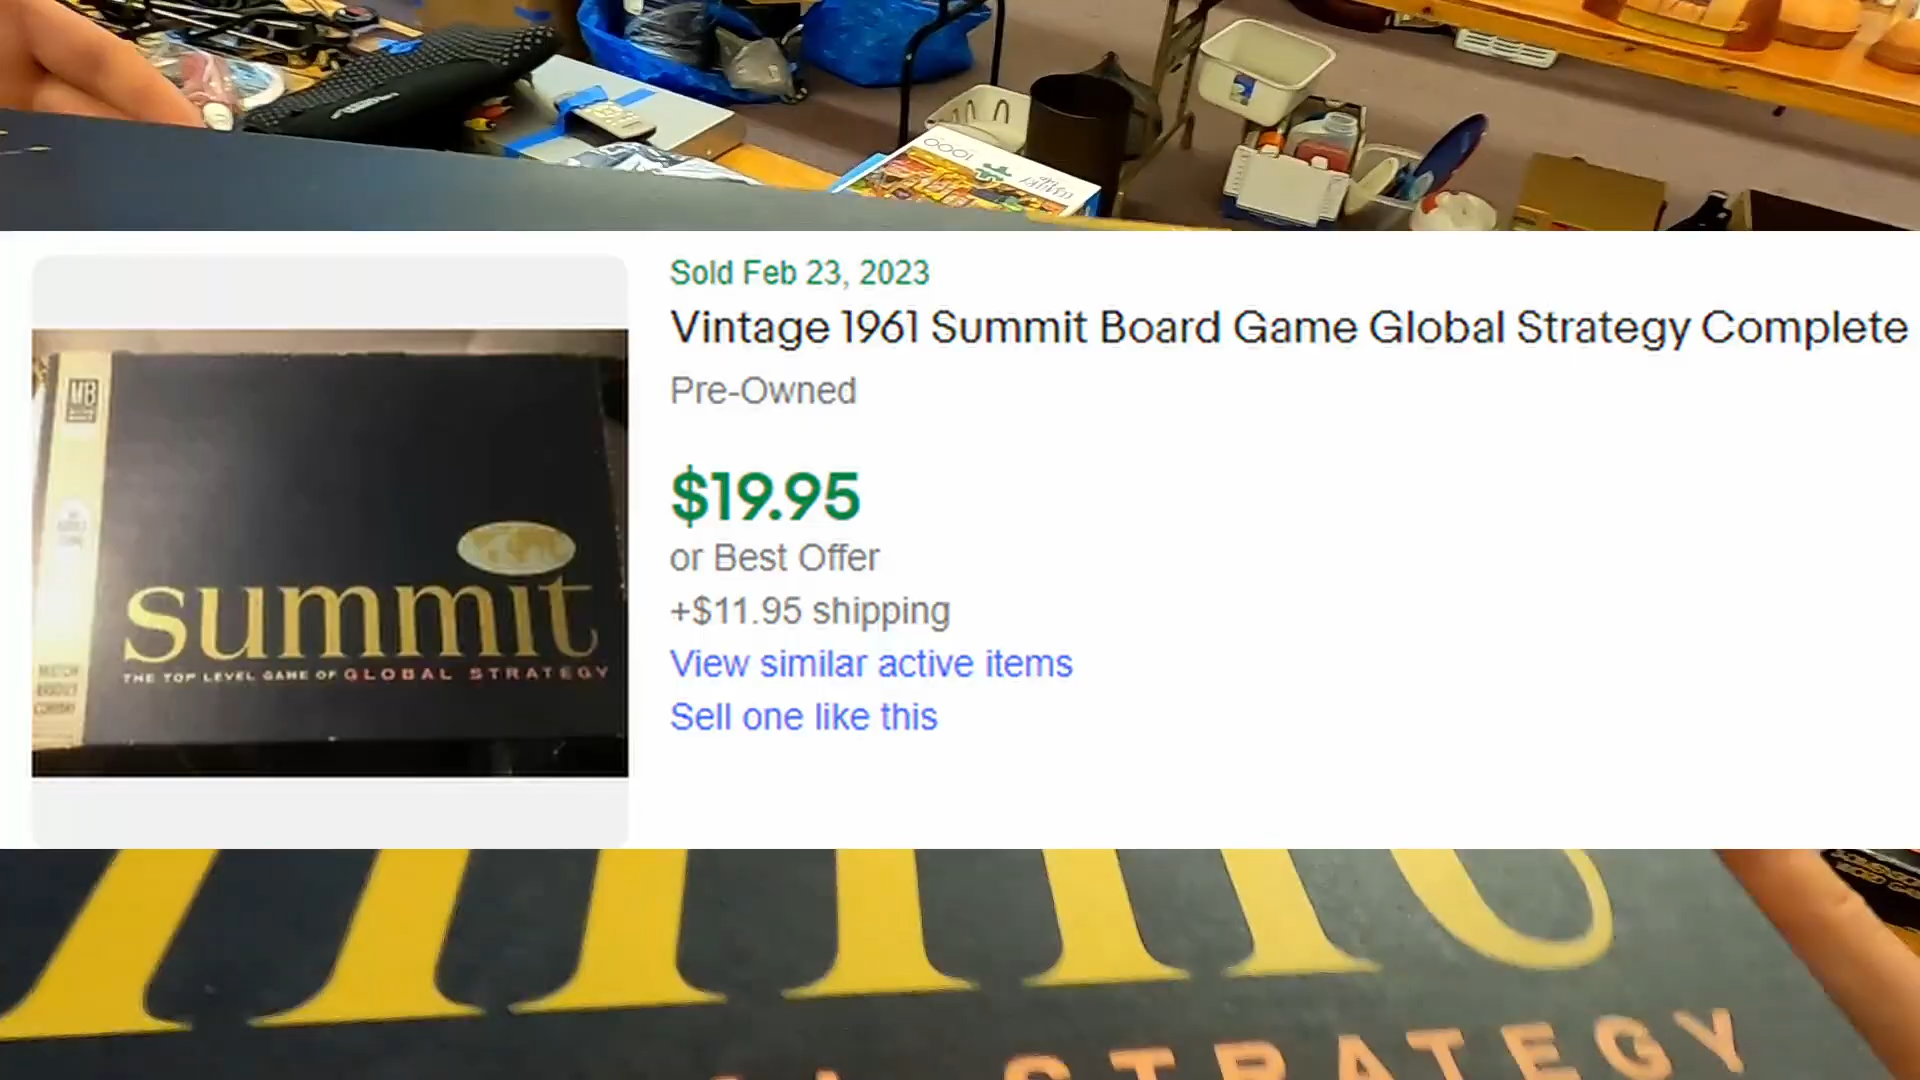 1000
Sold Feb 23, 2023
Vintage 1961 Summit Board Game Global Strategy Complete
Pre-Owned
$19.95
or Best Offer
+$11.95 shipping
View similar active items
Sell one like this
MB
summit
THE TOP LEVEL GAME OF GLOBAL STRATEGY
STRATEGY